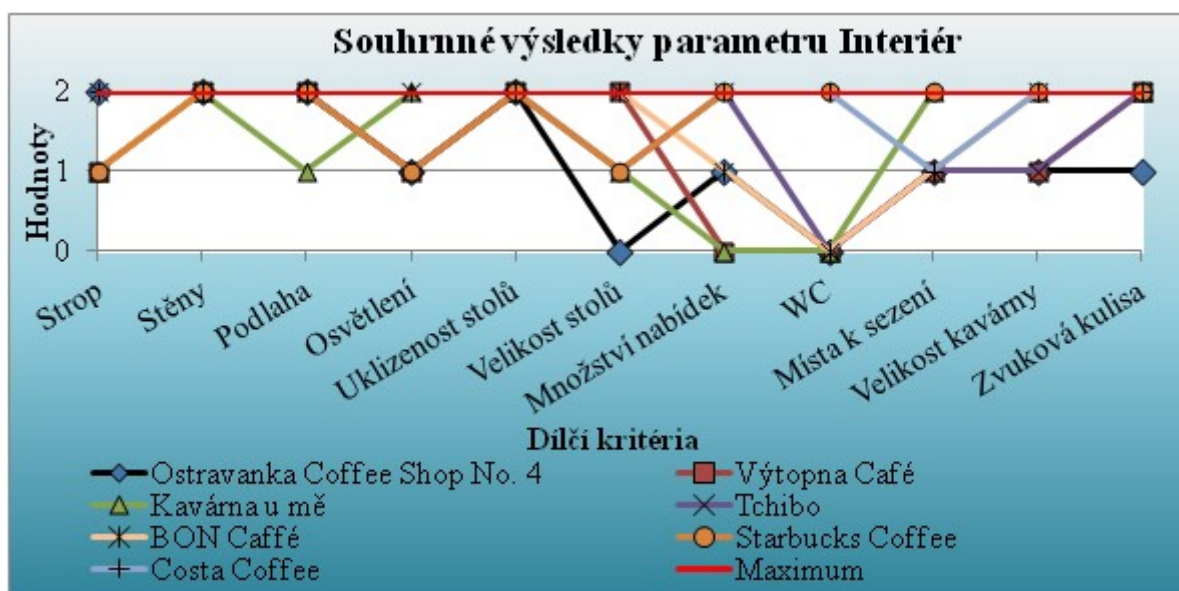 Souhrnné výsledky parametru Interiér
Hodnoty
2
1
0
Strop
Stěny
Podlaha
Osvětlení
Uklizenost stolů
Velikost stolů
Množství nabídek
WC
Místa k sezení
Velikost kavárny
Zvuková kulisa
Dílčí kritéria
Ostravanka Coffee Shop No. 4
Výtopna Café
Kavárna u mě
Tchibo
BON Caffé
Starbucks Coffee
Costa Coffee
Maximum